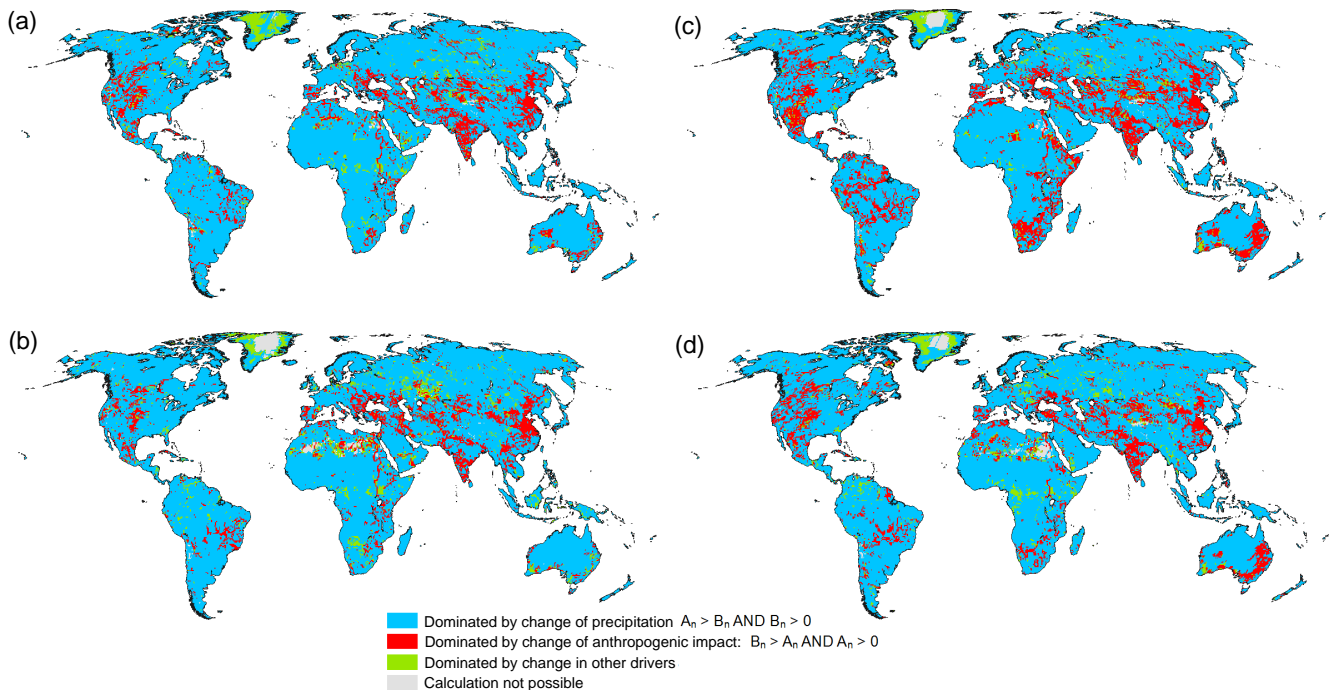 (a)
(c)
(b)
(d)
Dominated by change of precipitation Aₙ > Bₙ AND Bₙ > 0
Dominated by change of anthropogenic impact: Bₙ > Aₙ AND Aₙ > 0
Dominated by change in other drivers
Calculation not possible